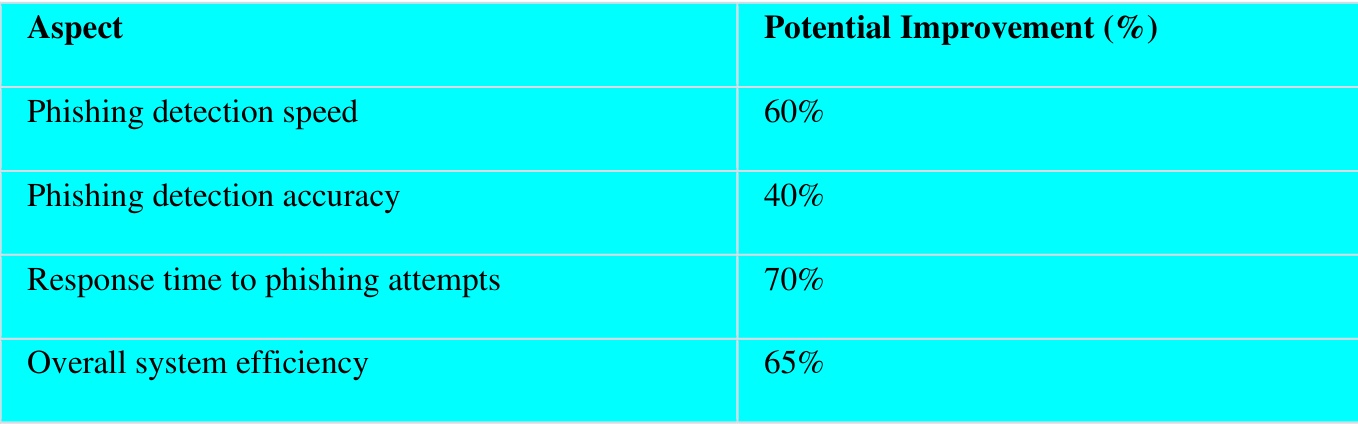 Aspect Potential Improvement (%)
Phishing detection speed 60%
Phishing detection accuracy 40%
Response time to phishing attempts 70%
Overall system efficiency 65%